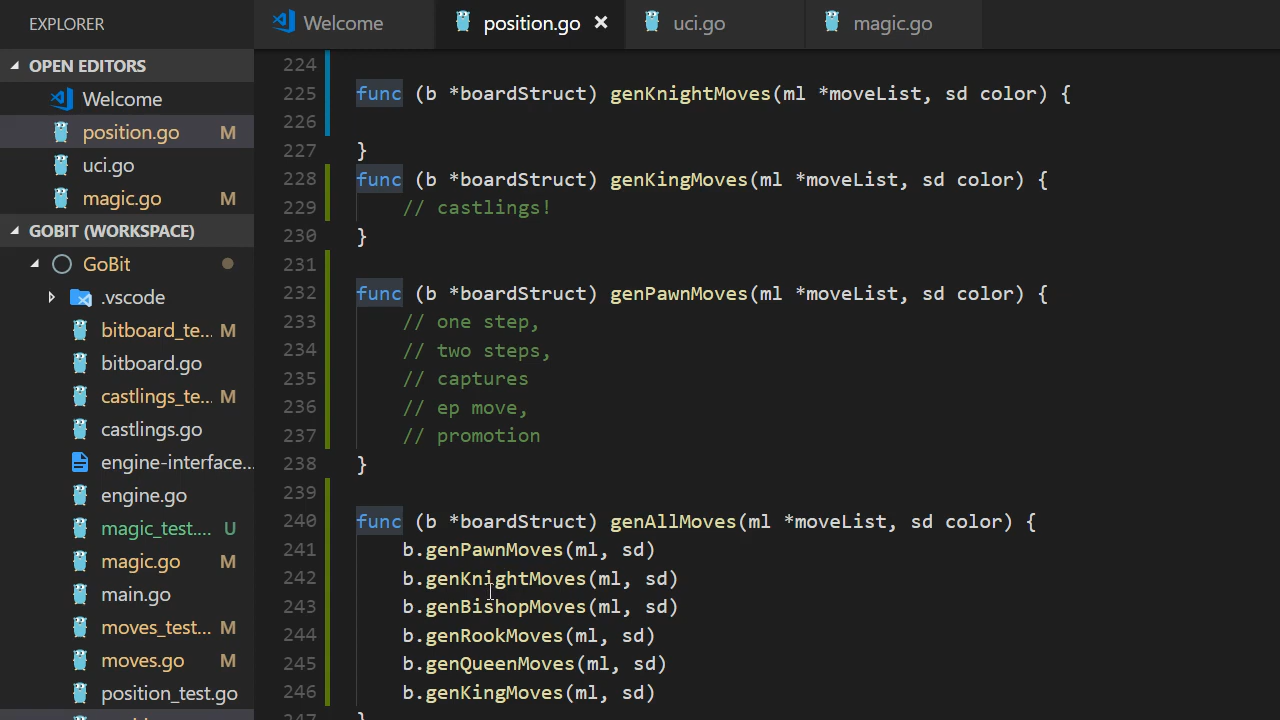 EXPLORER
OPEN EDITORS
Welcome
position.go M
uci.go
magic.go M
GOBIT (WORKSPACE)
GoBit
.vscode
bitboard_te... M
bitboard.go
castlings_te... M
castlings.go
engine-interface...
engine.go
magic_test.... U
magic.go M
main.go
moves_test... M
moves.go M
position_test.go
Welcome position.go × uci.go magic.go
224
225 func (b *boardStruct) genKnightMoves(ml *moveList, sd color) {
226
227 }
228 func (b *boardStruct) genKingMoves(ml *moveList, sd color) {
229 // castlings!
230 }
231
232 func (b *boardStruct) genPawnMoves(ml *moveList, sd color) {
233 // one step,
234 // two steps,
235 // captures
236 // ep move,
237 // promotion
238 }
239
240 func (b *boardStruct) genAllMoves(ml *moveList, sd color) {
241 b.genPawnMoves(ml, sd)
242 b.genKnightMoves(ml, sd)
243 b.genBishopMoves(ml, sd)
244 b.genRookMoves(ml, sd)
245 b.genQueenMoves(ml, sd)
246 b.genKingMoves(ml, sd)
247 }